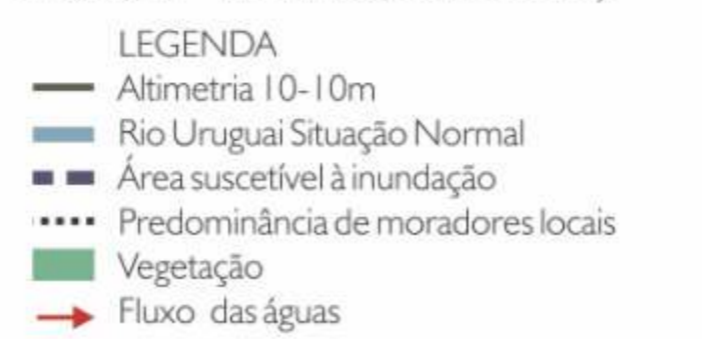 LEGENDA
Altimetria 10-10m
Rio Uruguai Situação Normal
Área suscetível à inundação
Predominância de moradores locais
Vegetação
Fluxo das águas